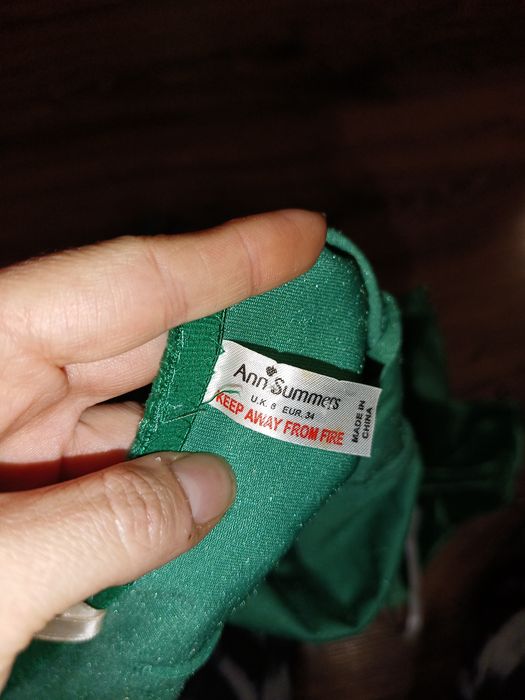 Ann Summers
U.K. 8 EUR. 34
KEEP AWAY FROM FIRE
MADE IN
CHINA